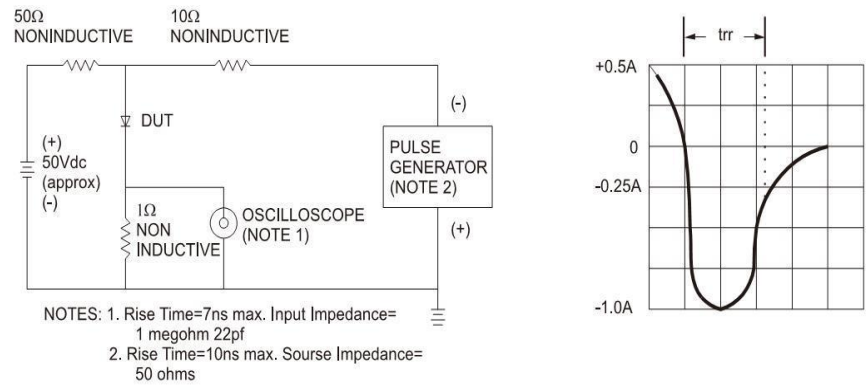 50Ω
NONINDUCTIVE
10Ω
NONINDUCTIVE
DUT
(+)
50Vdc
(approx)
(-)
1Ω
NON
INDUCTIVE
OSCILLOSCOPE
(NOTE 1)
(-)
PULSE
GENERATOR
(NOTE 2)
(+)
NOTES: 1. Rise Time=7ns max. Input Impedance=
1 megohm 22pf
2. Rise Time=10ns max. Sourse Impedance=
50 ohms
trr
+0.5A
0
-0.25A
-1.0A